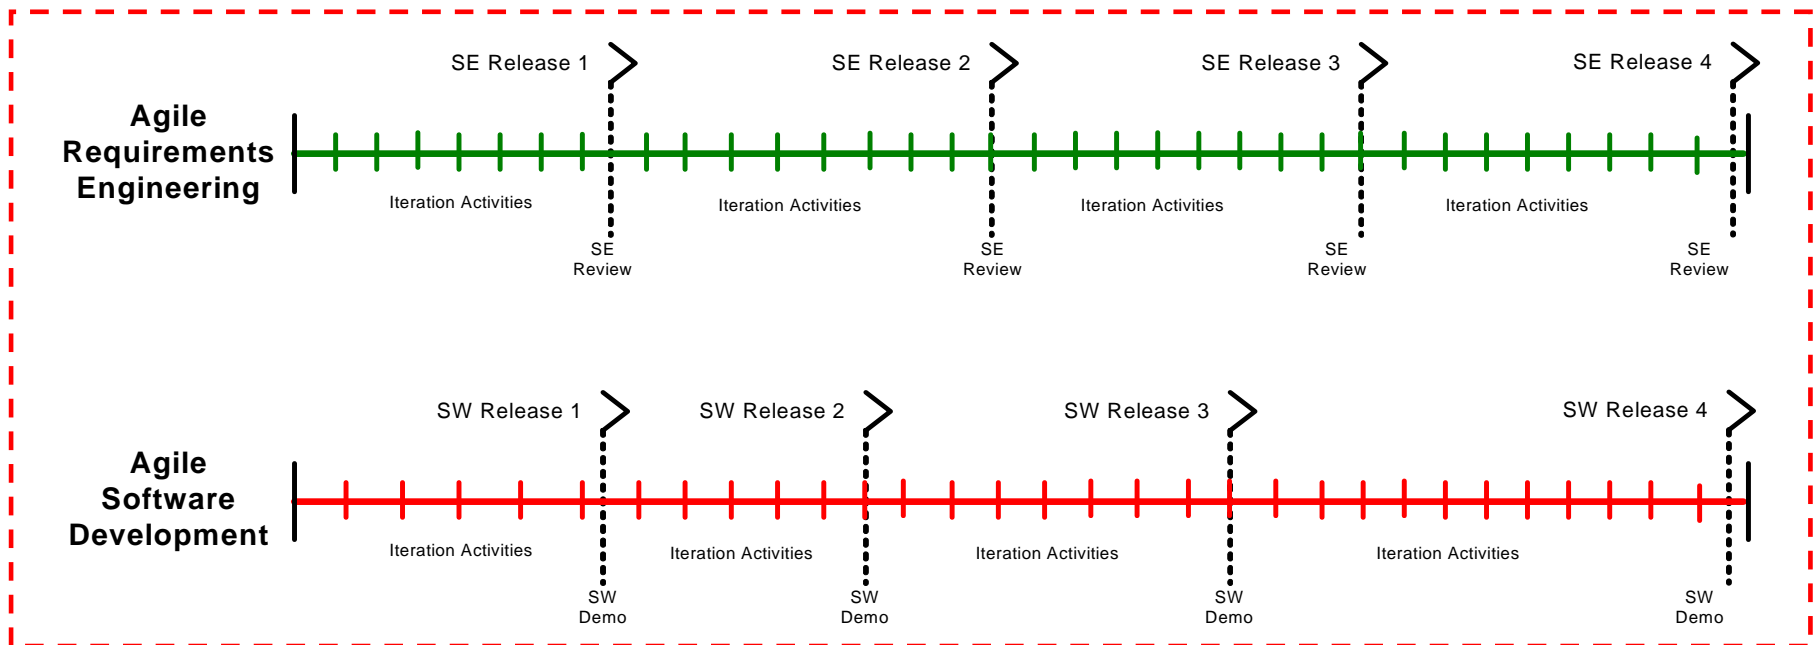 SE Release 1
SE Release 2
SE Release 3
SE Release 4
Agile
Requirements
Engineering
Iteration Activities
Iteration Activities
Iteration Activities
Iteration Activities
SE
Review
SE
Review
SE
Review
SE
Review
SW Release 1
SW Release 2
SW Release 3
SW Release 4
Agile
Software
Development
Iteration Activities
Iteration Activities
Iteration Activities
Iteration Activities
SW
Demo
SW
Demo
SW
Demo
SW
Demo